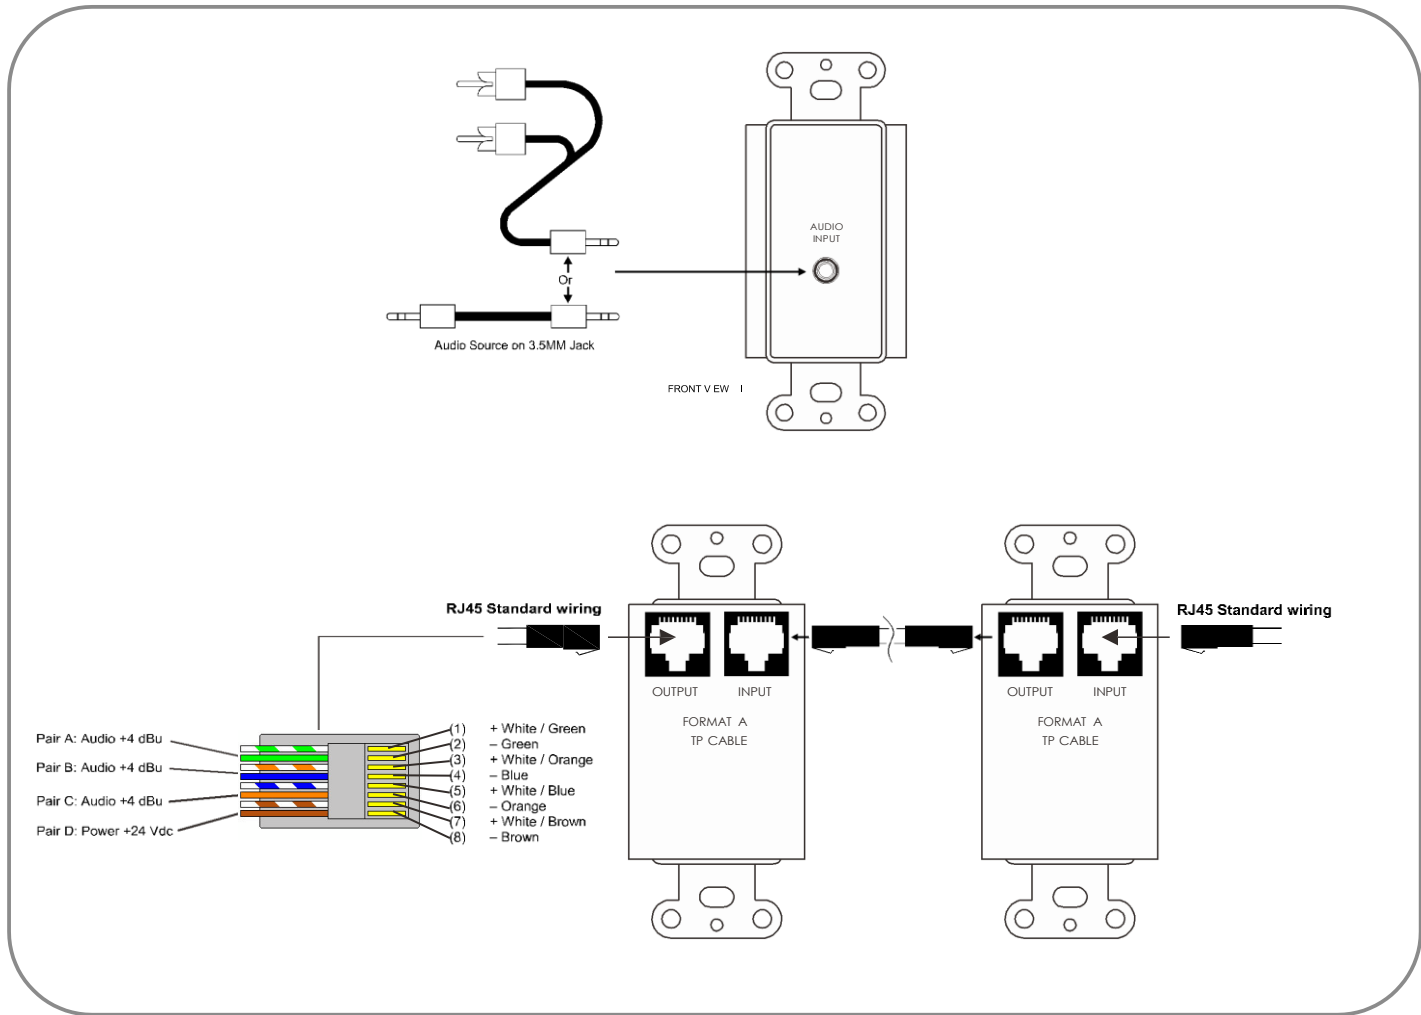 AUDIO
INPUT
Or
Audio Source on 3.5MM Jack
FRONT V EW I
RJ45 Standard wiring
RJ45 Standard wiring
OUTPUT INPUT
FORMAT A
TP CABLE
OUTPUT INPUT
FORMAT A
TP CABLE
Pair A: Audio +4 dBu
Pair B: Audio +4 dBu
Pair C: Audio +4 dBu
Pair D: Power +24 Vdc
(1) + White / Green
(2) – Green
(3) + White / Orange
(4) – Blue
(5) + White / Blue
(6) – Orange
(7) + White / Brown
(8) – Brown